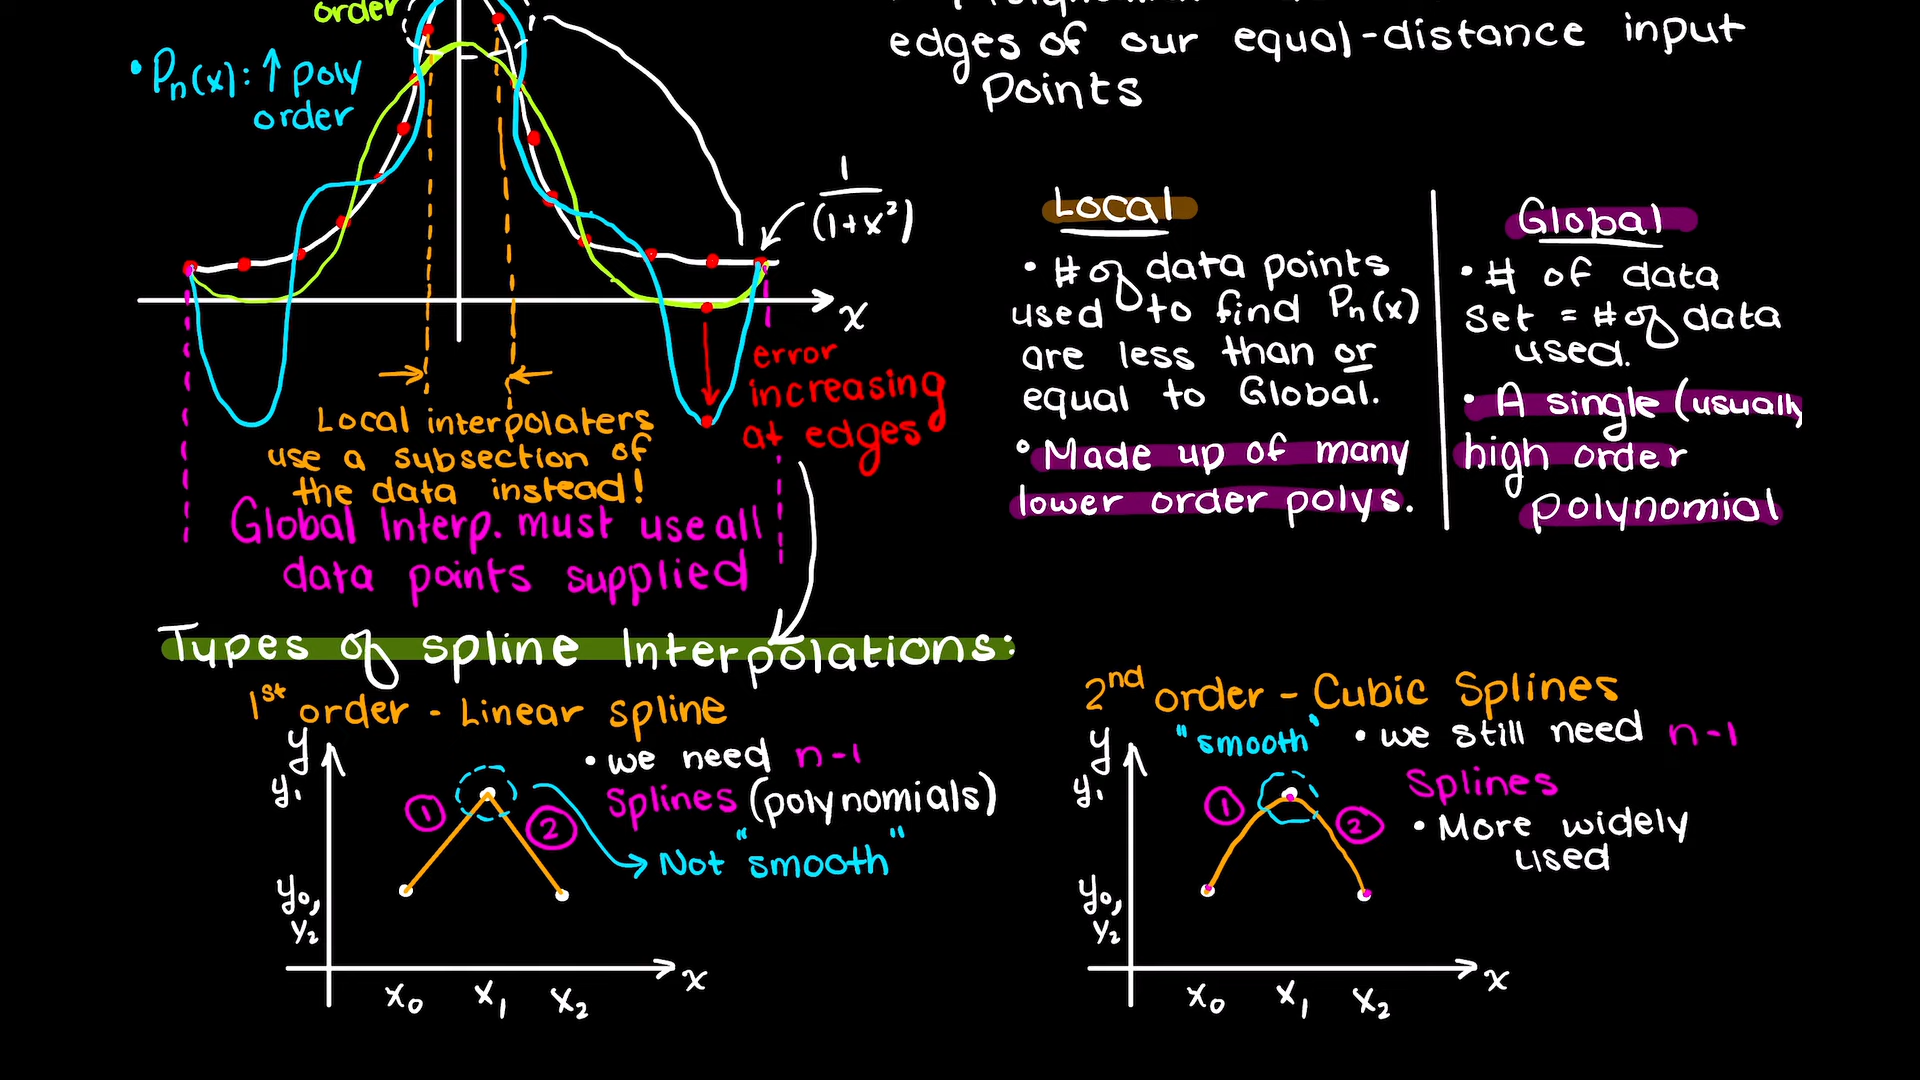 order
• Pn(x): ↑ poly
order
edges of our equal-distance input
Points
1
(1+x²)
x
error
increasing
at edges
Local interpolaters
use a subsection of
the data instead!
Global Interp. must use all
data points supplied
Local
• # of data points
used to find Pn(x)
are less than or
equal to Global.
• Made up of many
lower order polys.
Global
• # of data
set = # of data
used.
• A single (usually
high order
polynomial
Types of spline Interpolations:
1st order - Linear spline
y
y1
y0,
y2
• we need n-1
Splines (polynomials)
1
2
Not "smooth"
x
x0 x1 x2
2nd order - Cubic Splines
y
y1
y0,
y2
"smooth"
• we still need n-1
Splines
• More widely
used
1
2
x
x0 x1 x2